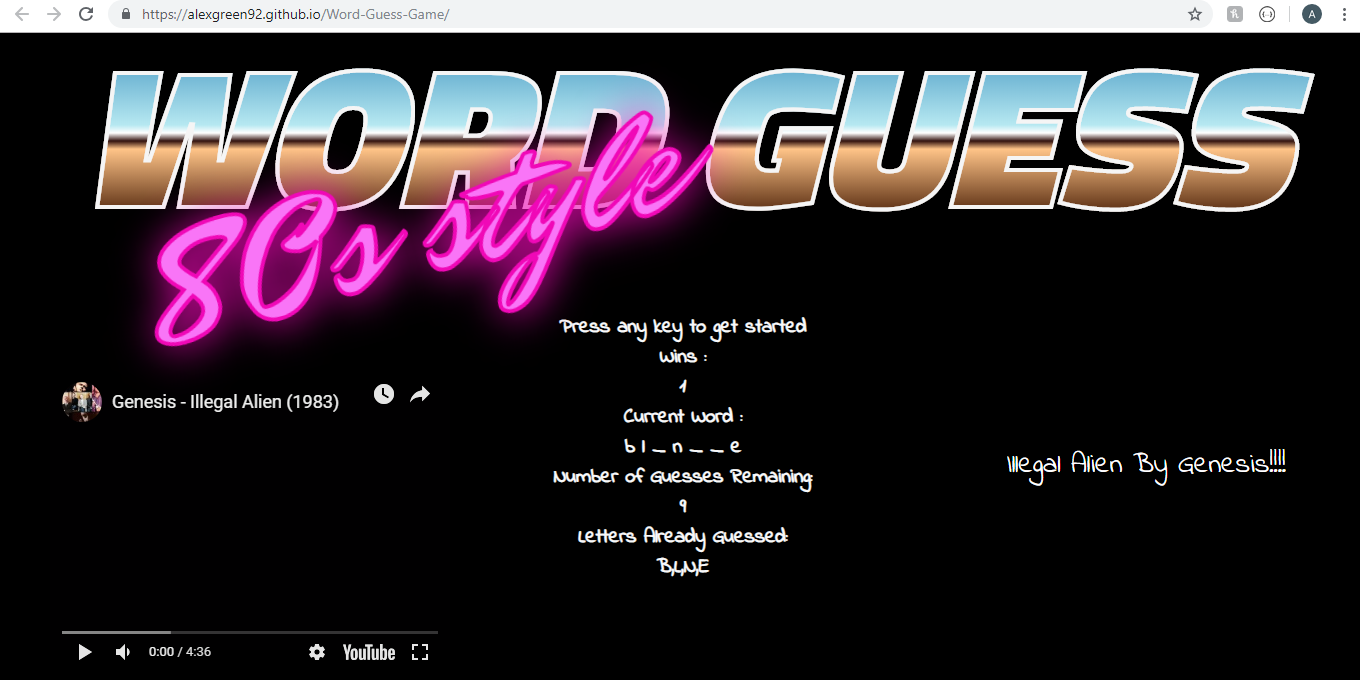 https://alexgreen92.github.io/Word-Guess-Game/
A
WORD GUESS
80s style
Press any key to get started
Wins :
1
Current Word :
b l _ n _ _ e
Number of Guesses Remaining:
9
Letters Already Guessed:
B,L,N,E
Genesis - Illegal Alien (1983)
Illegal Alien By Genesis!!!!
0:00 / 4:36
YouTube